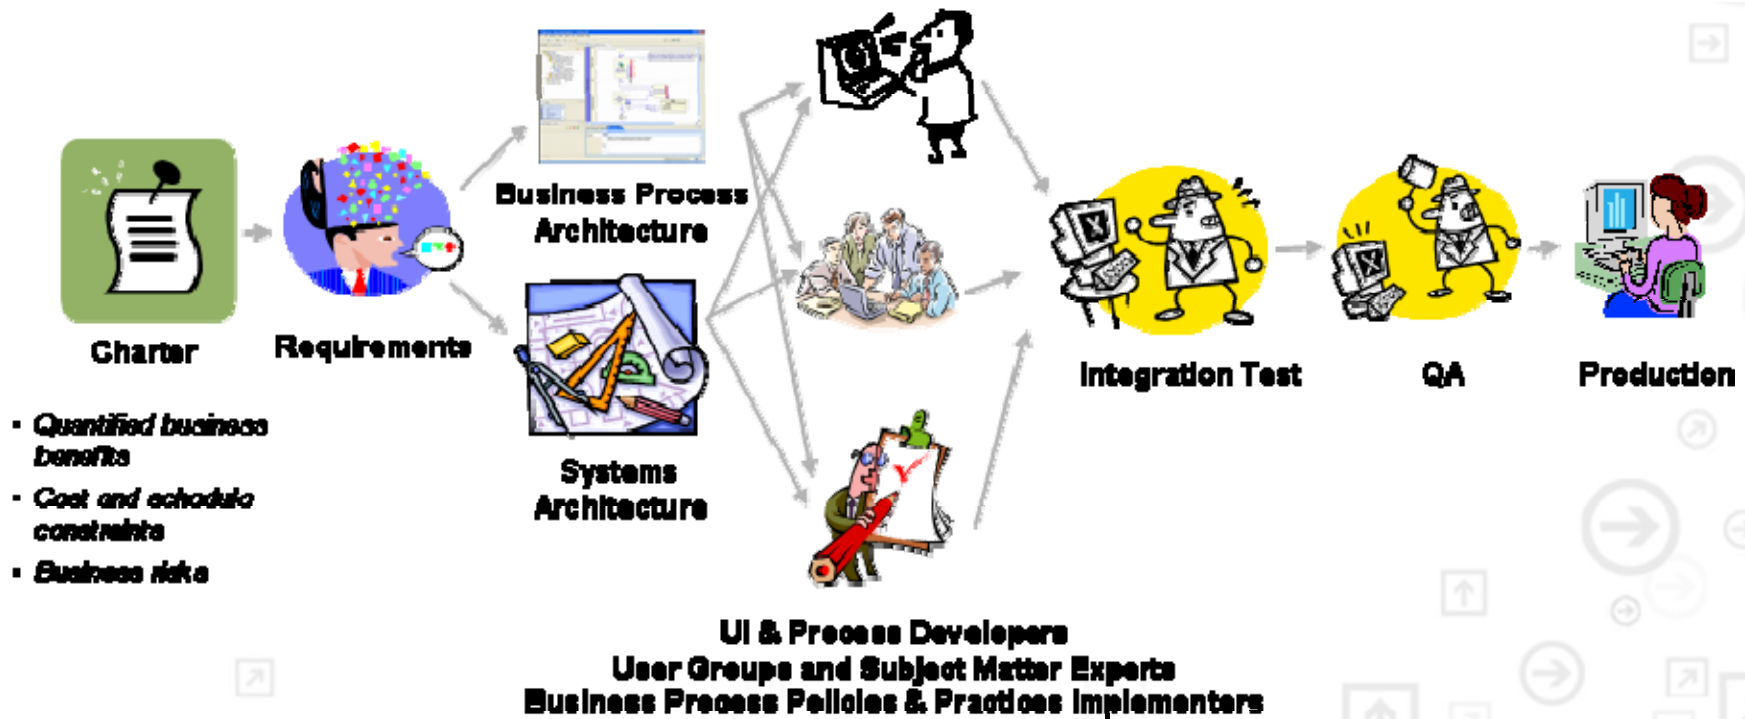 Charter
Requirements
Business Process
Architecture
Systems
Architecture
Integration Test
QA
Production
▪ Quantified business
benefits
▪ Cost and schedule
constraints
▪ Business risks
UI & Process Developers
User Groups and Subject Matter Experts
Business Process Policies & Practices Implementers